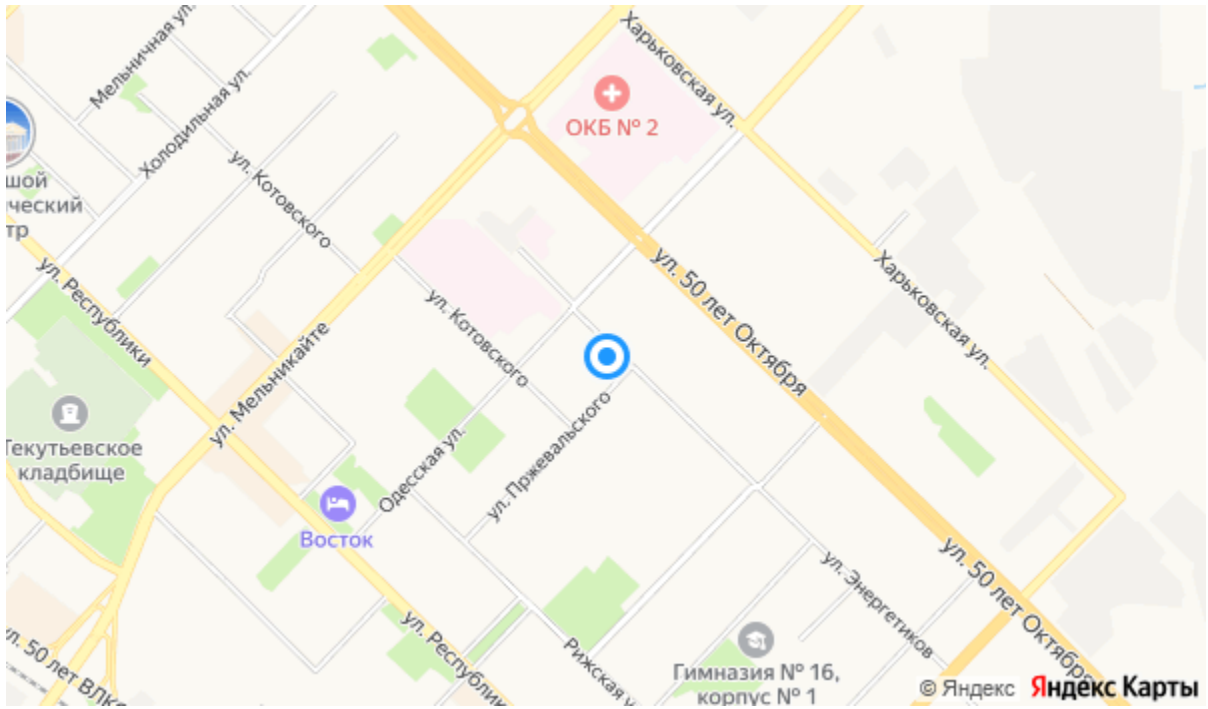 Мельничная ул.
Холодильная ул.
ул. Котовского
ОКБ № 2
Харьковская ул.
шой
ческий
тр
ул. Республики
ул. Мельникайте
ул. Котовского
ул. 50 лет Октября
Харьковская ул.
Текутьевское
кладбище
Одесская ул.
ул. Пржевальского
Восток
ул. 50 лет Октября
ул. Энергетиков
ул. Республики
Рижская у
Гимназия № 16,
корпус № 1
л. 50 лет ВЛК
© Яндекс Яндекс Карты